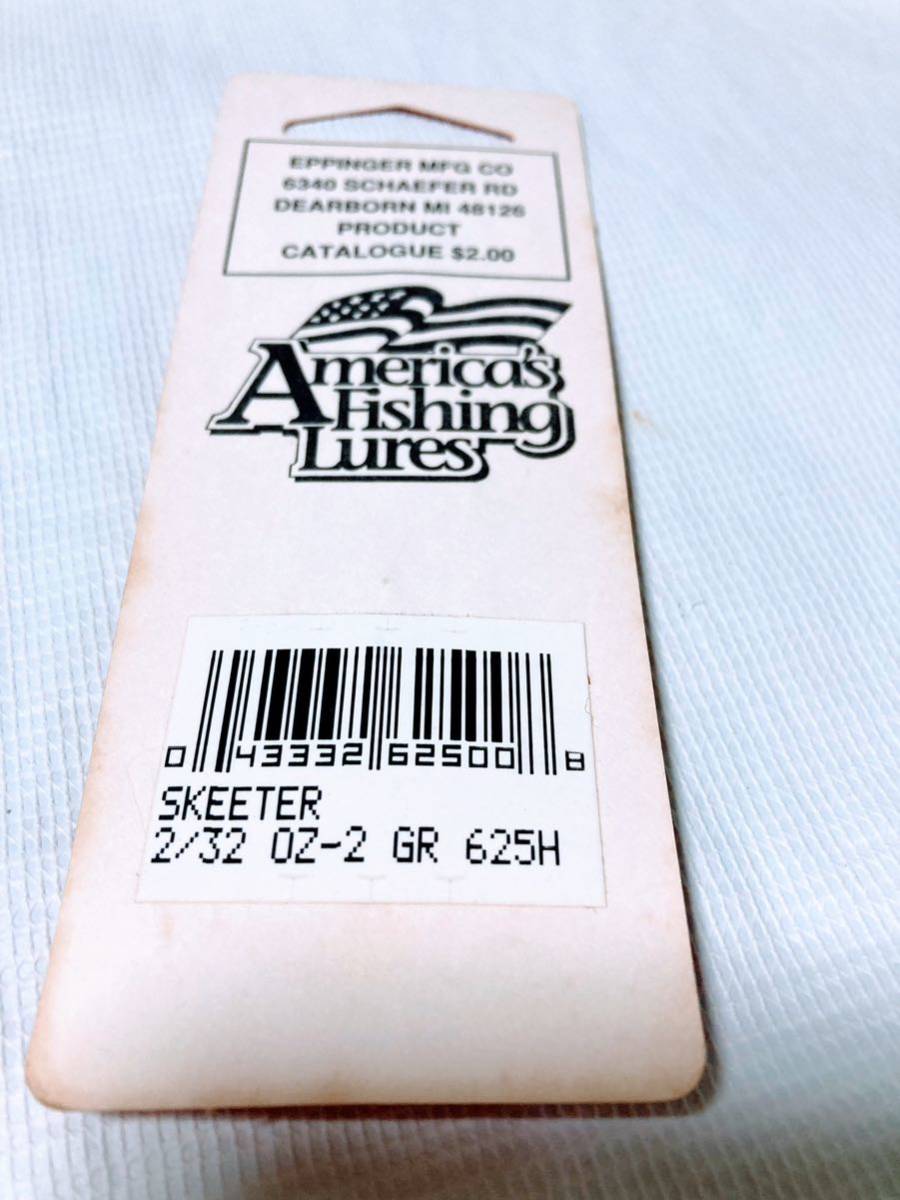 EPPINGER MFG CO
6340 SCHAEFER RD
DEARBORN MI 48126
PRODUCT
CATALOGUE $2.00
America's
Fishing
Lures
0 43332 62500 8
SKEETER
2/32 OZ-2 GR 625H